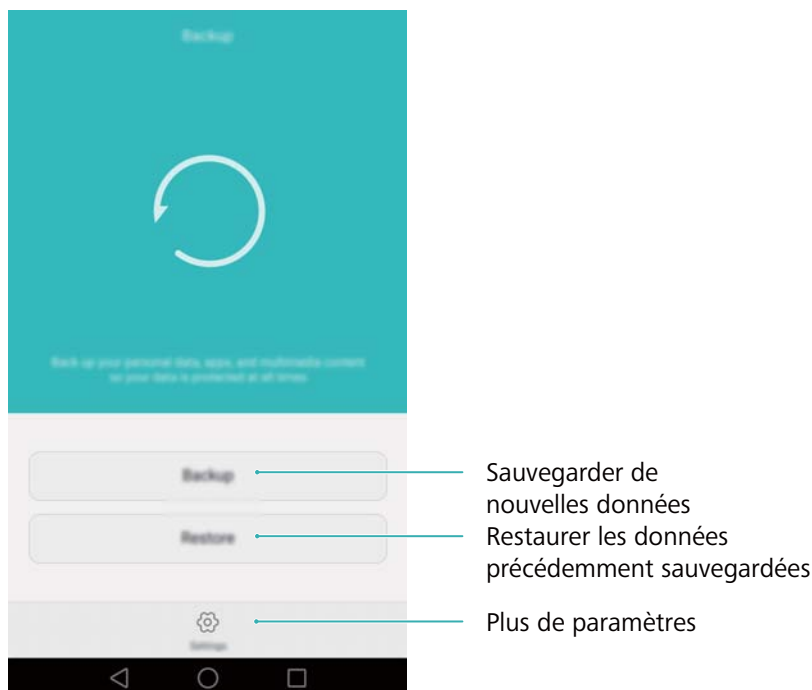 Backup
Back up your personal data, apps, and multimedia content
so your data is protected at all times
Backup
Sauvegarder de
nouvelles données
Restore
Restaurer les données
précédemment sauvegardées
Settings
Plus de paramètres